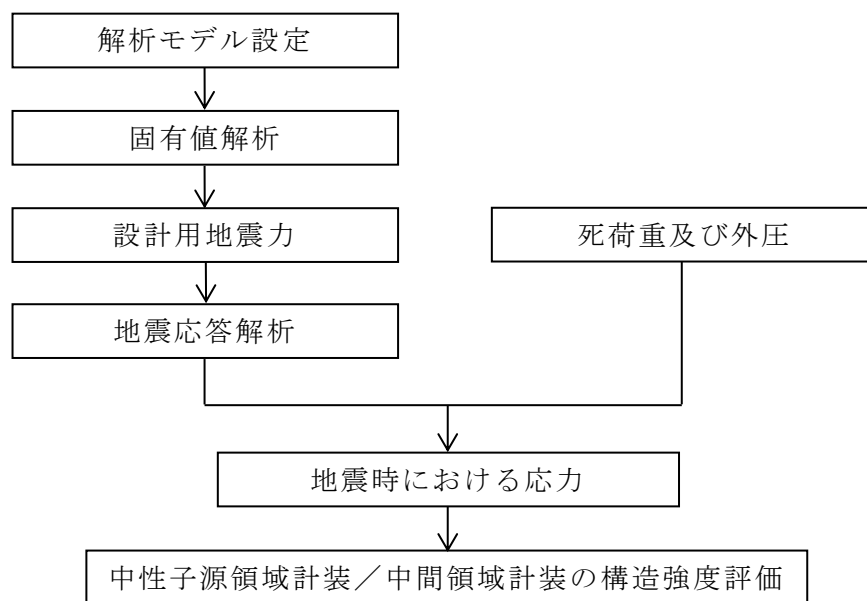 解析モデル設定
固有値解析
設計用地震力
死荷重及び外圧
地震応答解析
地震時における応力
中性子源領域計装／中間領域計装の構造強度評価